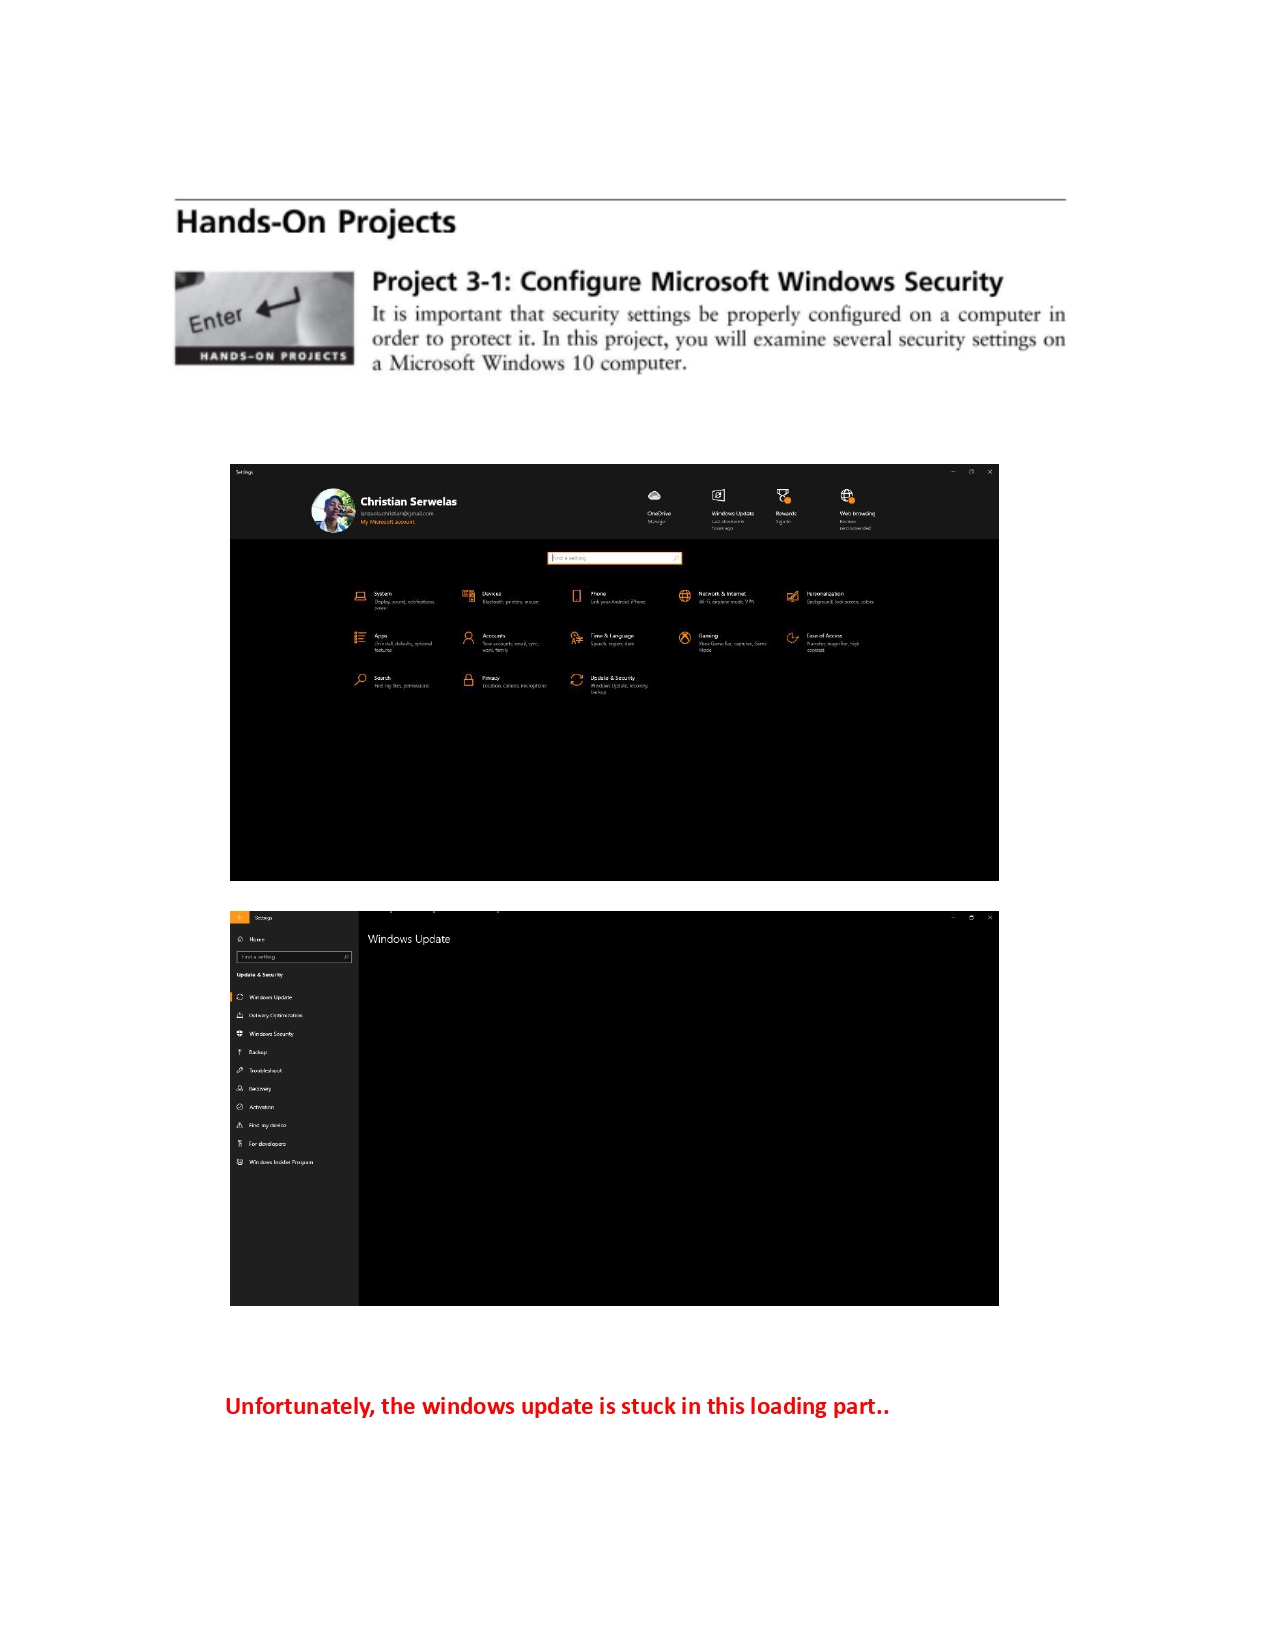 Hands-On Projects
Enter
HANDS-ON PROJECTS
Project 3-1: Configure Microsoft Windows Security
It is important that security settings be properly configured on a computer in
order to protect it. In this project, you will examine several security settings on
a Microsoft Windows 10 computer.
Settings
Christian Serwelas
My Microsoft account
OneDrive
Manage
Windows Update
Last checked: 6
hours ago
Rewards
Sign in
Web browsing
Restore
recommended
Find a setting
System
Display, sound, notifications,
power
Devices
Bluetooth, printers, mouse
Phone
Link your Android, iPhone
Network & Internet
Wi-Fi, airplane mode, VPN
Personalization
Background, lock screen, colors
Apps
Uninstall, defaults, optional
features
Accounts
Your accounts, email, sync,
work, family
Time & Language
Speech, region, date
Gaming
Xbox Game Bar, captures, Game
Mode
Ease of Access
Narrator, magnifier, high
contrast
Search
Find my files, permissions
Privacy
Location, camera, microphone
Update & Security
Windows Update, recovery,
backup
Settings
Home
Find a setting
Update & Security
Windows Update
Delivery Optimization
Windows Security
Backup
Troubleshoot
Recovery
Activation
Find my device
For developers
Windows Insider Program
Windows Update
Unfortunately, the windows update is stuck in this loading part..